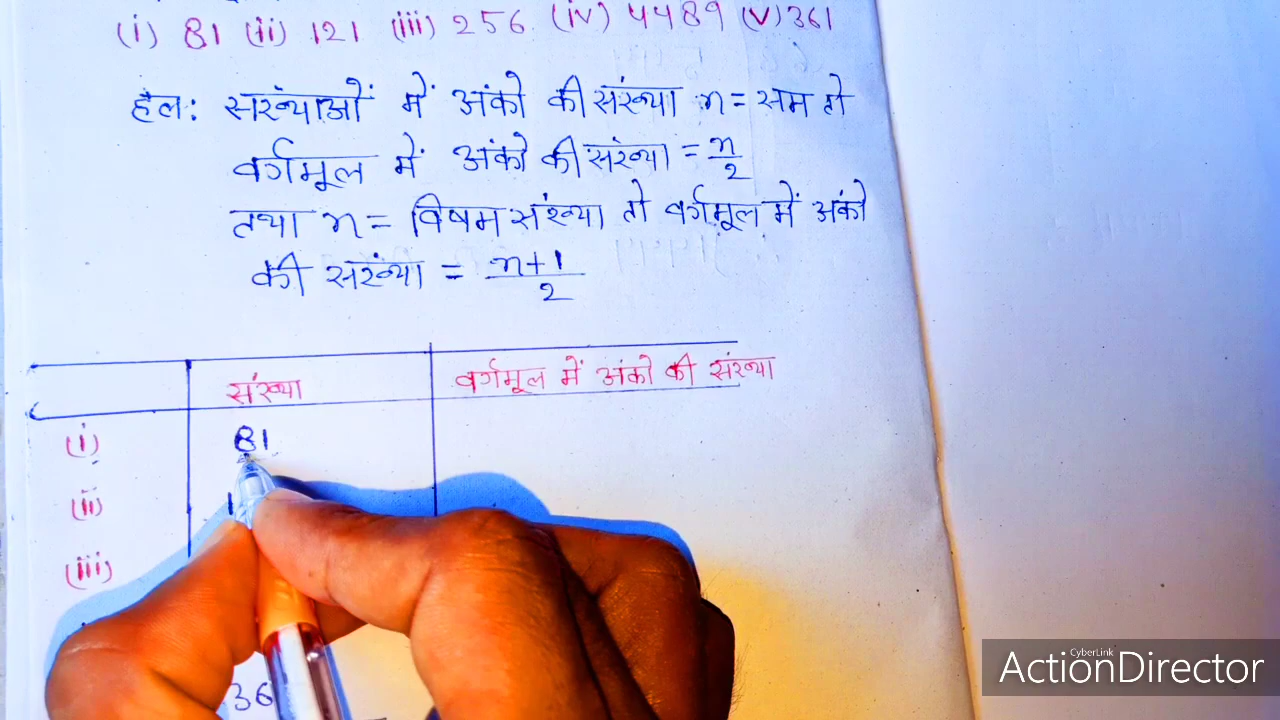 (i) 81 (ii) 121 (iii) 256 (iv) 4489 (v) 361
हल: संख्याओं में अंको की संख्या n = सम तो
वर्गमूल में अंको की संख्या = n/2
तथा n = विषम संख्या तो वर्गमूल में अंको
की संख्या = n+1/2
संख्या वर्गमूल में अंको की संख्या
(i) 81
(ii) 1
(iii)
36
CyberLink
ActionDirector